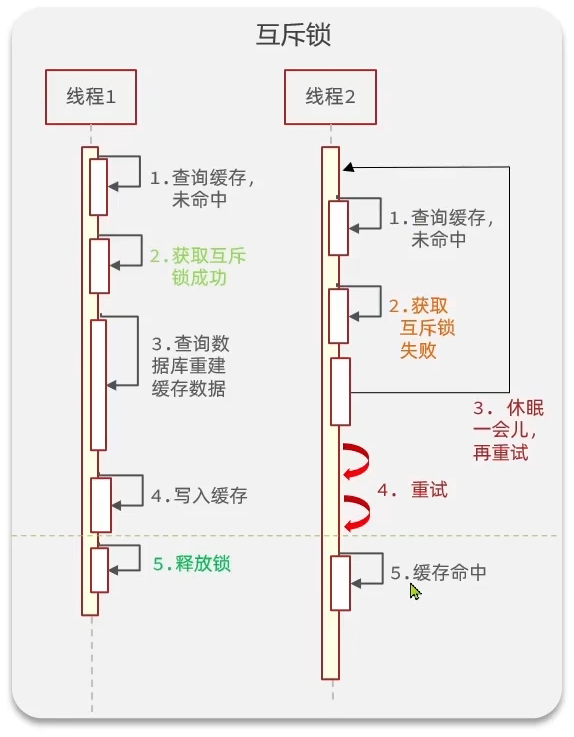 互斥锁
线程1
线程2
1.查询缓存，
未命中
2.获取互斥
锁成功
3.查询数
据库重建
缓存数据
4.写入缓存
5.释放锁
1.查询缓存，
未命中
2.获取
互斥锁
失败
3. 休眠
一会儿，
再重试
4. 重试
5.缓存命中